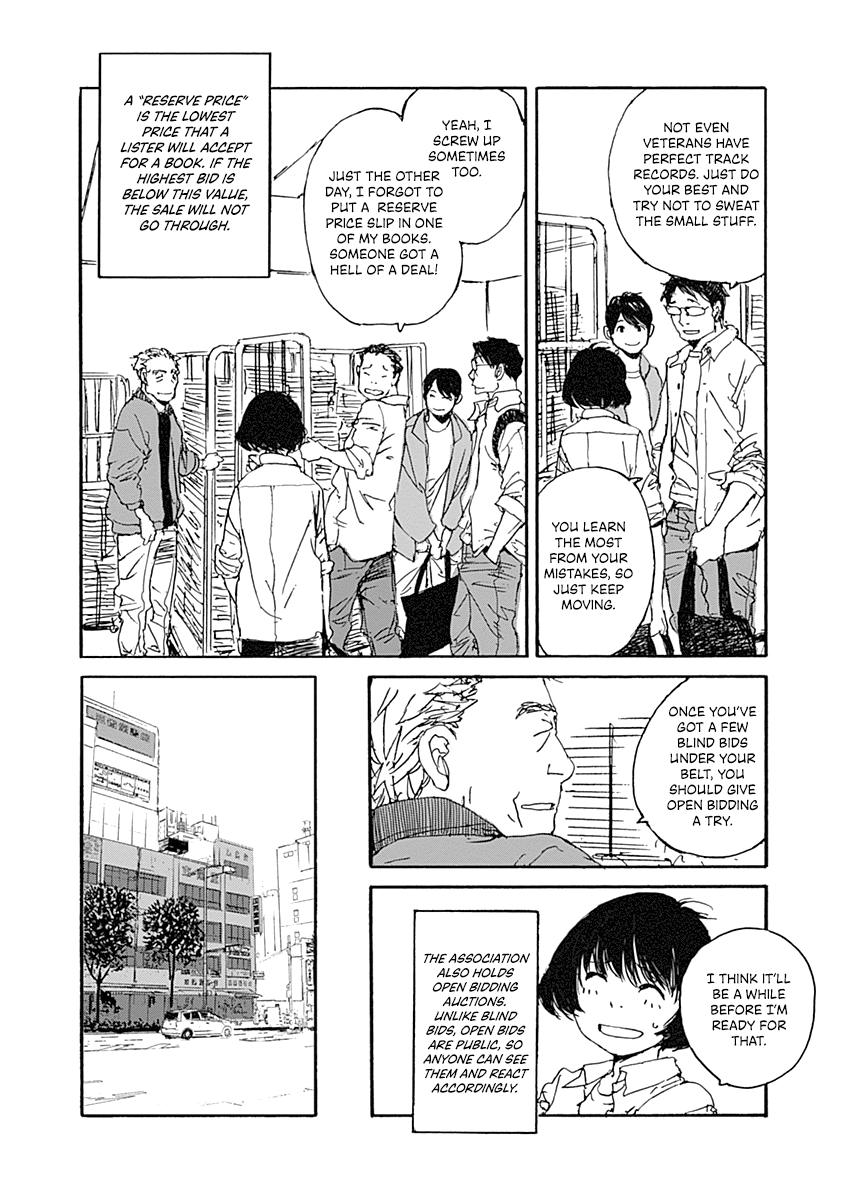 NOT EVEN
VETERANS HAVE
PERFECT TRACK
RECORDS. JUST DO
YOUR BEST AND
TRY NOT TO SWEAT
THE SMALL STUFF.
YOU LEARN
THE MOST
FROM YOUR
MISTAKES, SO
JUST KEEP
MOVING.
YEAH, I
SCREW UP
SOMETIMES
TOO.
JUST THE OTHER
DAY, I FORGOT TO
PUT A RESERVE
PRICE SLIP IN ONE
OF MY BOOKS.
SOMEONE GOT A
HELL OF A DEAL!
A "RESERVE PRICE"
IS THE LOWEST
PRICE THAT A
LISTER WILL ACCEPT
FOR A BOOK. IF THE
HIGHEST BID IS
BELOW THIS VALUE,
THE SALE WILL NOT
GO THROUGH.
ONCE YOU'VE
GOT A FEW
BLIND BIDS
UNDER YOUR
BELT, YOU
SHOULD GIVE
OPEN BIDDING
A TRY.
I THINK IT'LL
BE A WHILE
BEFORE I'M
READY FOR
THAT.
THE ASSOCIATION
ALSO HOLDS
OPEN BIDDING
AUCTIONS.
UNLIKE BLIND
BIDS, OPEN BIDS
ARE PUBLIC, SO
ANYONE CAN SEE
THEM AND REACT
ACCORDINGLY.